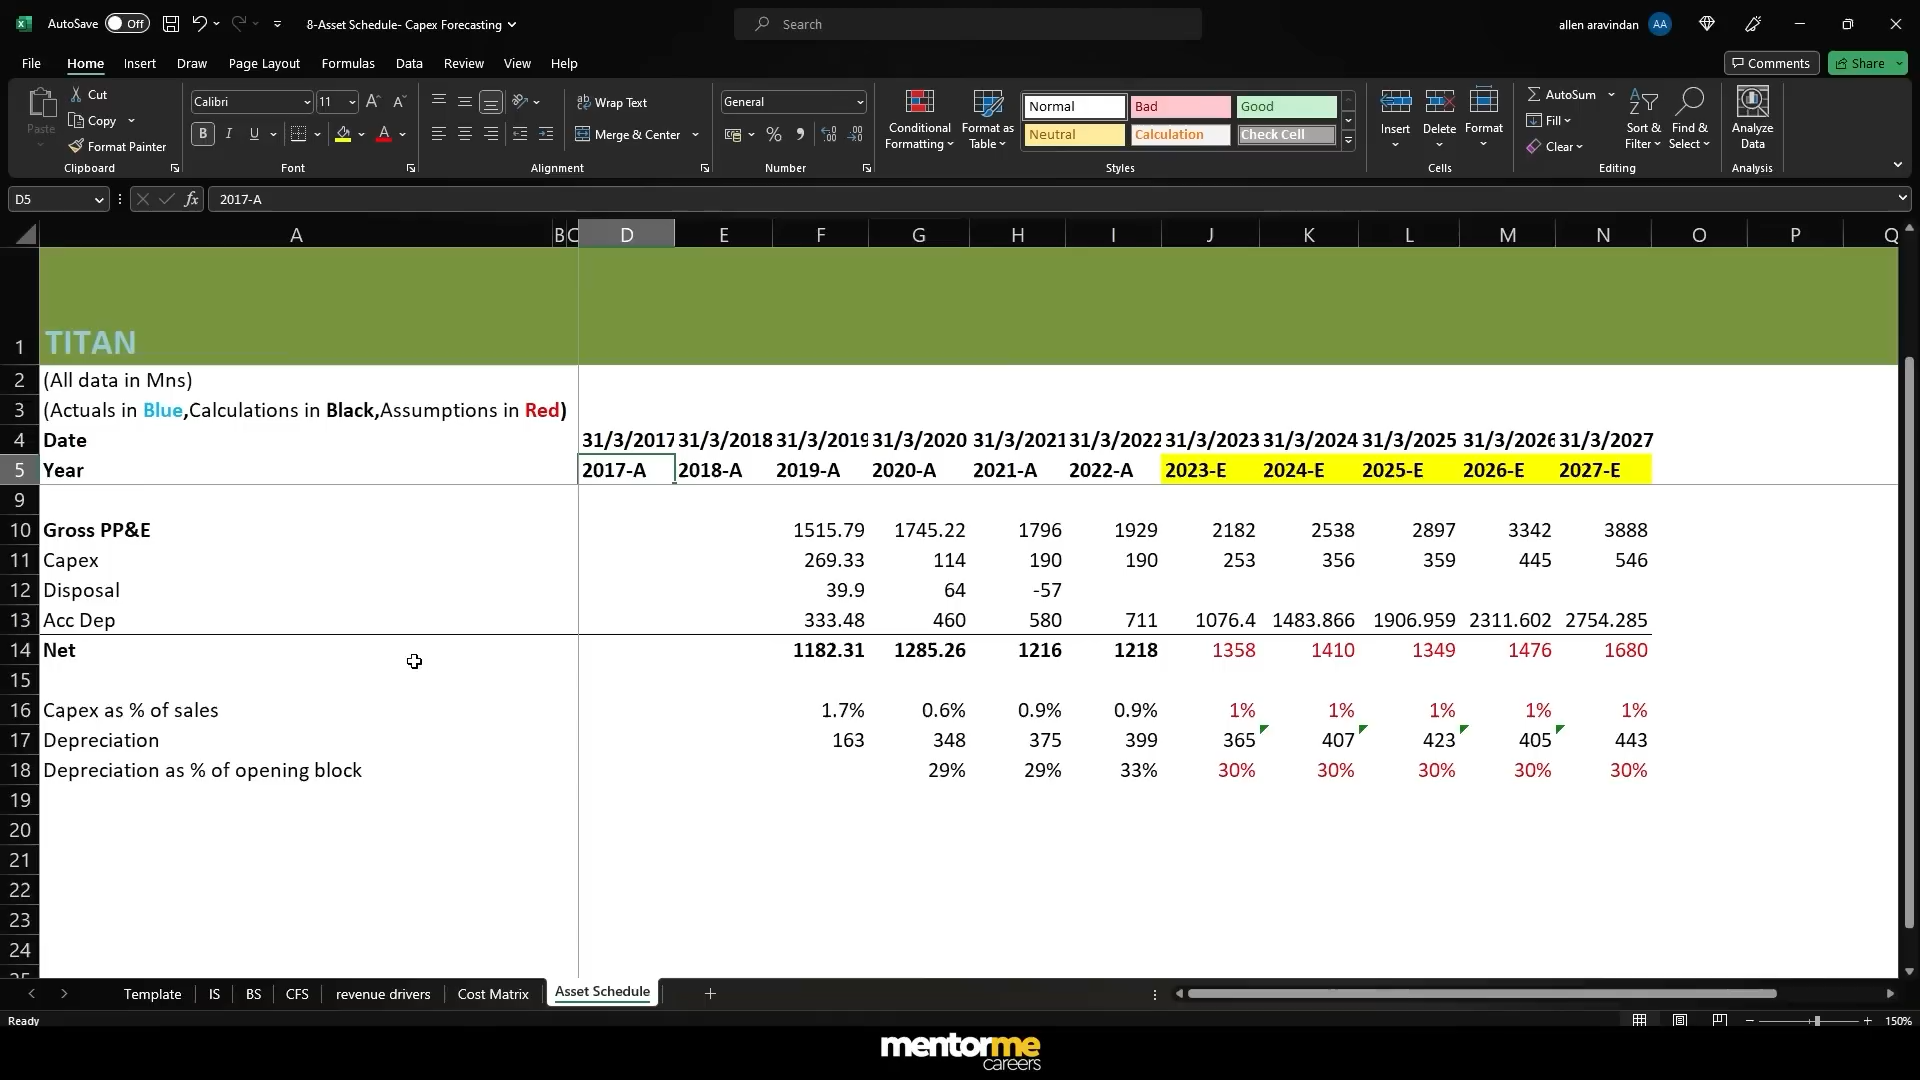 AutoSave Off 8-Asset Schedule- Capex Forecasting Search allen aravindan AA
File Home Insert Draw Page Layout Formulas Data Review View Help Comments Share
Paste Cut Copy Format Painter Clipboard
Calibri 11 B I U A Font
Wrap Text Merge & Center Alignment
General % Number
Conditional Formatting Format as Table
Normal Bad Good
Neutral Calculation Check Cell
Styles
Insert Delete Format Cells
AutoSum Fill Clear Sort & Filter Find & Select Editing
Analyze Data Analysis
D5 fx 2017-A
A B C D E F G H I J K L M N O P Q
1 TITAN
2 (All data in Mns)
3 (Actuals in Blue,Calculations in Black,Assumptions in Red)
4 Date 31/3/2017 31/3/2018 31/3/2019 31/3/2020 31/3/2021 31/3/2022 31/3/2023 31/3/2024 31/3/2025 31/3/2026 31/3/2027
5 Year 2017-A 2018-A 2019-A 2020-A 2021-A 2022-A 2023-E 2024-E 2025-E 2026-E 2027-E
9
10 Gross PP&E 1515.79 1745.22 1796 1929 2182 2538 2897 3342 3888
11 Capex 269.33 114 190 190 253 356 359 445 546
12 Disposal 39.9 64 -57
13 Acc Dep 333.48 460 580 711 1076.4 1483.866 1906.959 2311.602 2754.285
14 Net 1182.31 1285.26 1216 1218 1358 1410 1349 1476 1680
15
16 Capex as % of sales 1.7% 0.6% 0.9% 0.9% 1% 1% 1% 1% 1%
17 Depreciation 163 348 375 399 365 407 423 405 443
18 Depreciation as % of opening block 29% 29% 33% 30% 30% 30% 30% 30%
19
20
21
22
23
24
Template IS BS CFS revenue drivers Cost Matrix Asset Schedule
Ready 150%
mentorme
careers